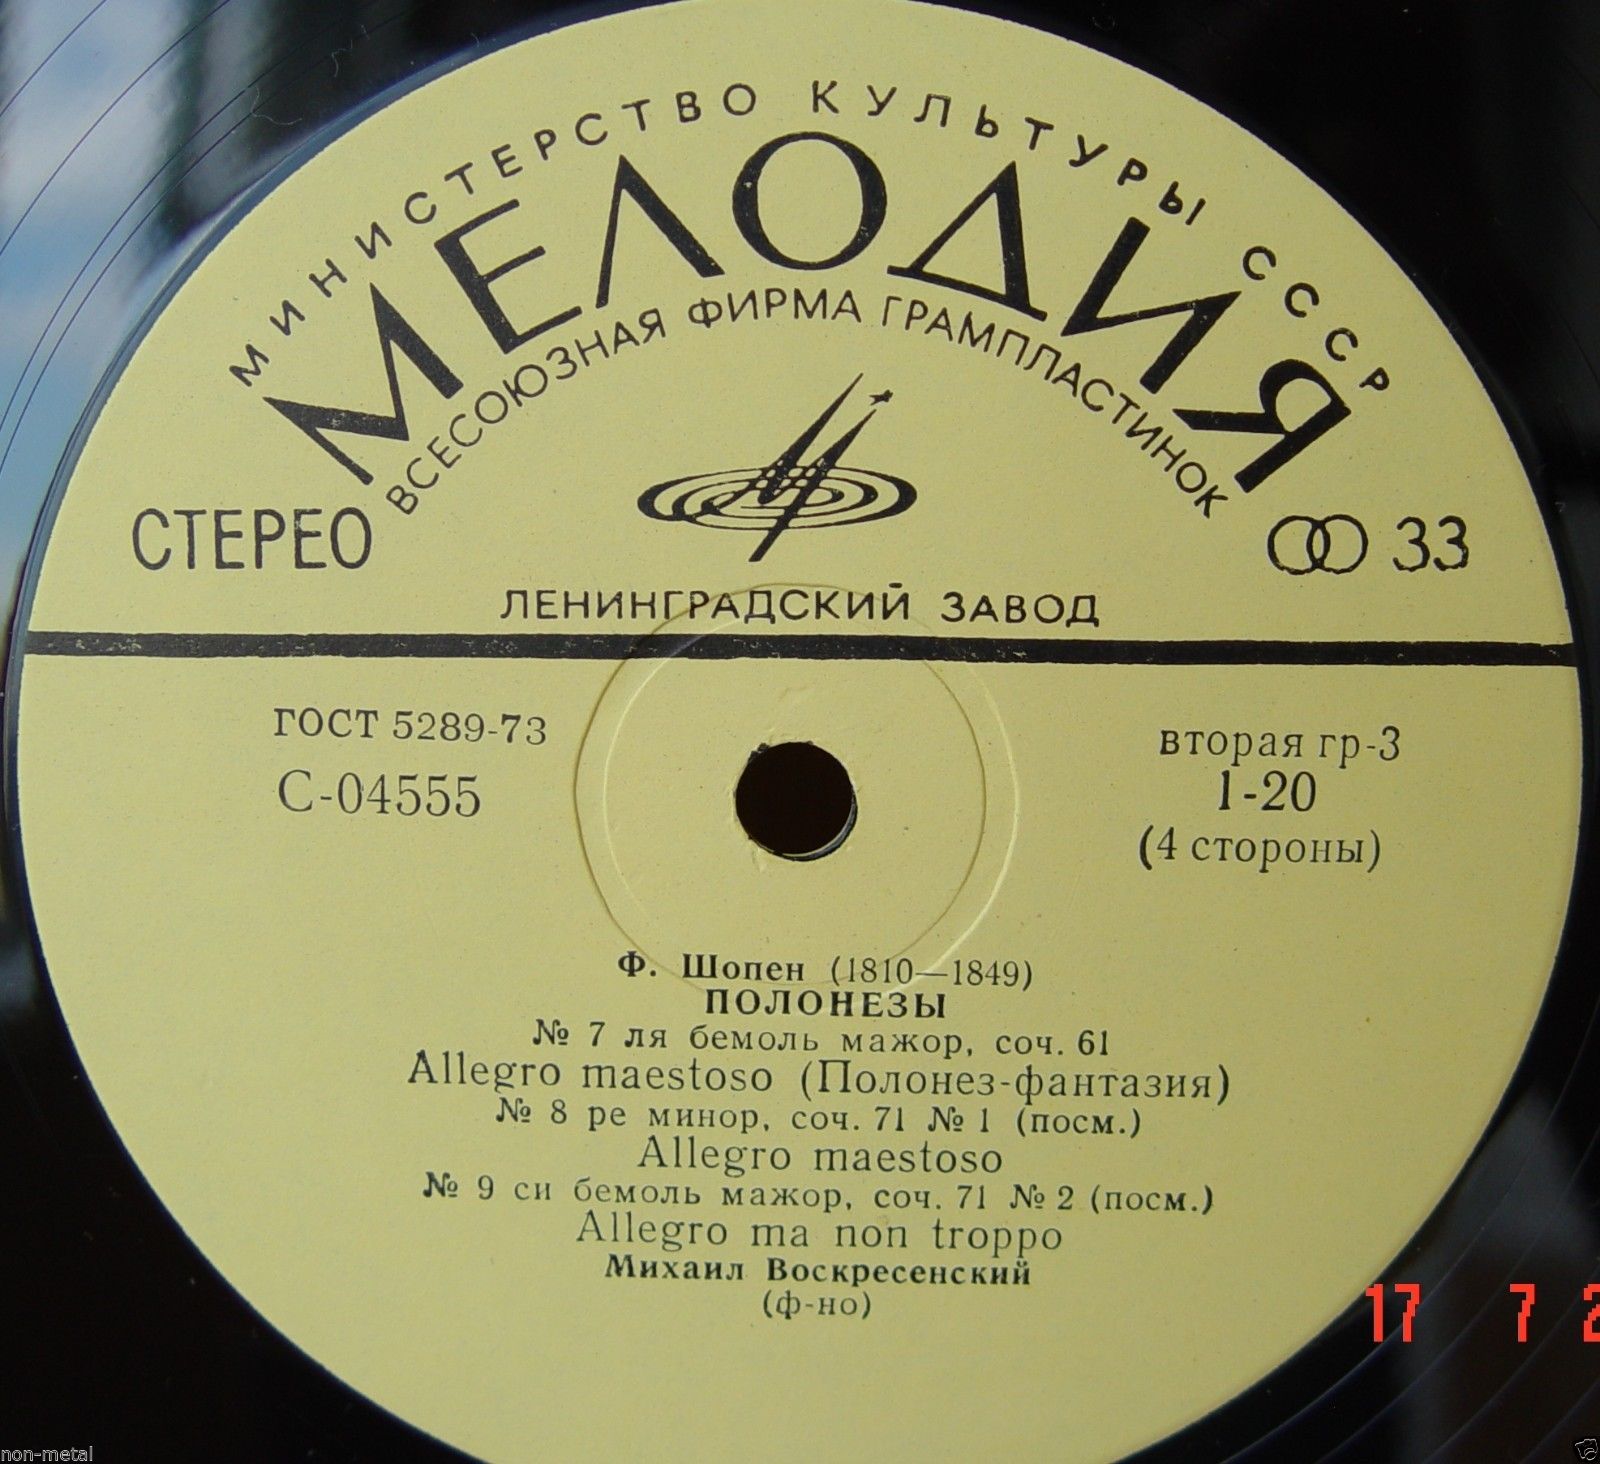 МИНИСТЕРСТВО КУЛЬТУРЫ СССР
МЕЛОДИЯ
ВСЕСОЮЗНАЯ ФИРМА ГРАМПЛАСТИНОК
СТЕРЕО
33
ЛЕНИНГРАДСКИЙ ЗАВОД
ГОСТ 5289-73
С-04555
вторая гр-3
1-20
(4 стороны)
Ф. Шопен (1810—1849)
ПОЛОНЕЗЫ
№ 7 ля бемоль мажор, соч. 61
Allegro maestoso (Полонез-фантазия)
№ 8 ре минор, соч. 71 № 1 (посм.)
Allegro maestoso
№ 9 си бемоль мажор, соч. 71 № 2 (посм.)
Allegro ma non troppo
Михаил Воскресенский
(ф-но)
17 7 2
non-metal